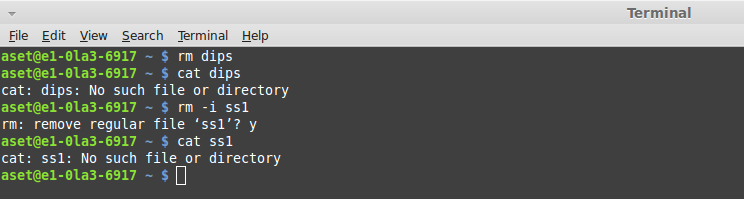 Terminal
File Edit View Search Terminal Help
aset@e1-0la3-6917 ~ $ rm dips
aset@e1-0la3-6917 ~ $ cat dips
cat: dips: No such file or directory
aset@e1-0la3-6917 ~ $ rm -i ss1
rm: remove regular file ‘ss1’? y
aset@e1-0la3-6917 ~ $ cat ss1
cat: ss1: No such file or directory
aset@e1-0la3-6917 ~ $